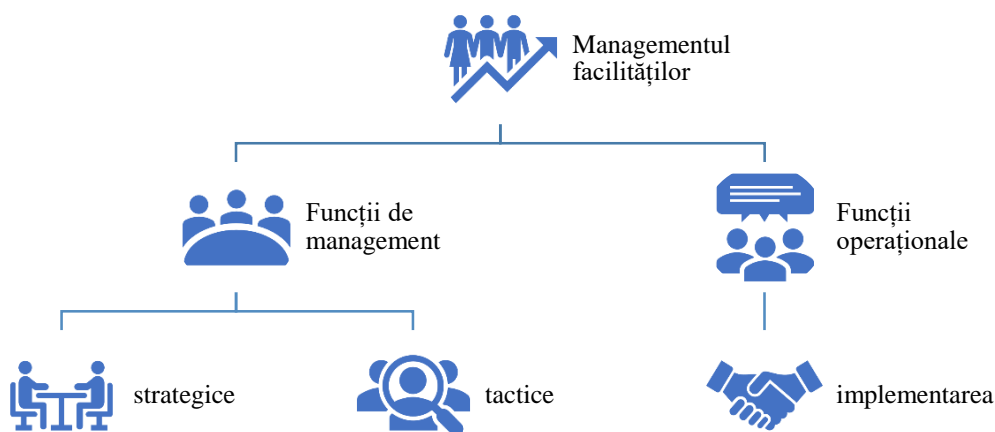 Managementul
facilităților
Funcții de
management
Funcții
operaționale
strategice
tactice
implementarea